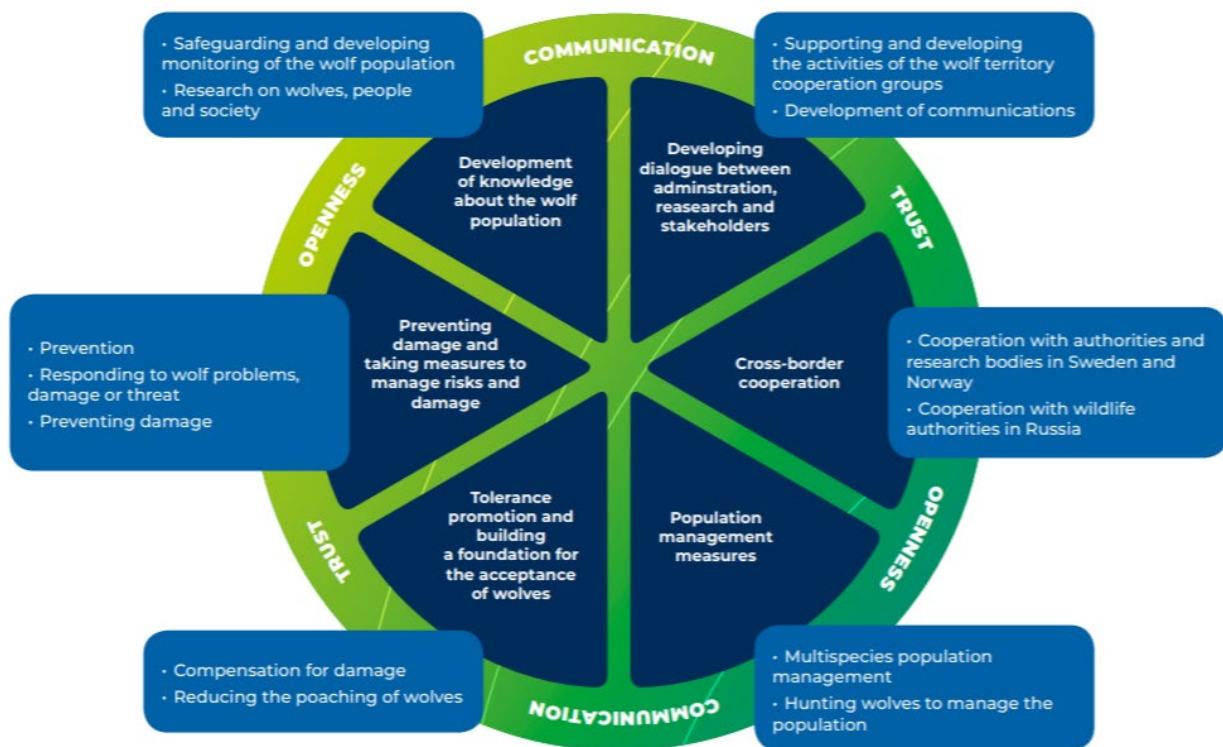 • Safeguarding and developing
monitoring of the wolf population
• Research on wolves, people
and society
COMMUNICATION
• Supporting and developing
the activities of the wolf territory
cooperation groups
• Development of communications
OPENNESS
Development
of knowledge
about the wolf
population
Developing
dialogue between
adminstration,
reasearch and
stakeholders
TRUST
• Prevention
• Responding to wolf problems,
damage or threat
• Preventing damage
Preventing
damage and
taking measures to
manage risks and
damage
Cross-border
cooperation
• Cooperation with authorities and
research bodies in Sweden and
Norway
• Cooperation with wildlife
authorities in Russia
TRUST
Tolerance
promotion and
building
a foundation for
the acceptance
of wolves
Population
management
measures
OPENNESS
• Compensation for damage
• Reducing the poaching of wolves
COMMUNICATION
• Multispecies population
management
• Hunting wolves to manage the
population